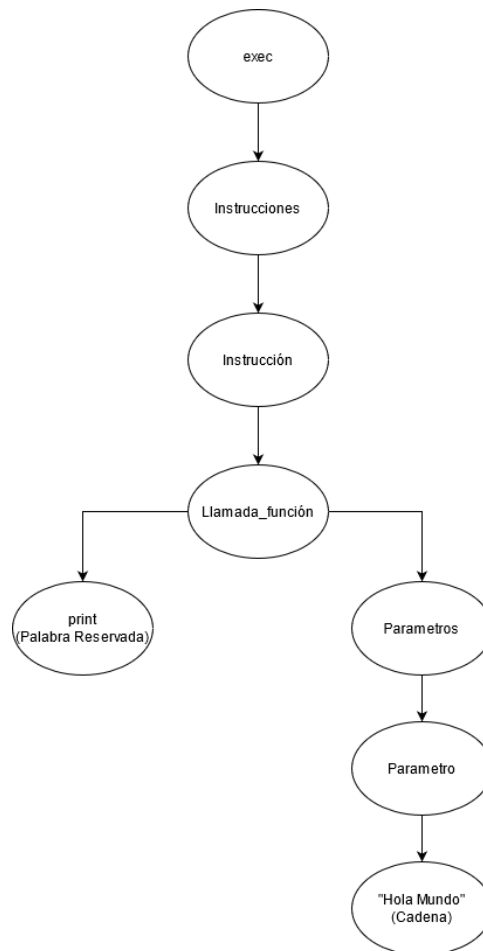 exec
Instrucciones
Instrucción
Llamada_función
print
(Palabra Reservada)
Parametros
Parametro
"Hola Mundo"
(Cadena)